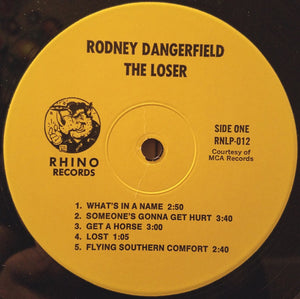 RODNEY DANGERFIELD
THE LOSER
RHINO
RECORDS
SIDE ONE
RNLP-012
Courtesy of
MCA Records
1. WHAT'S IN A NAME 2:50
2. SOMEONE'S GONNA GET HURT 3:40
3. GET A HORSE 3:00
4. LOST 1:05
5. FLYING SOUTHERN COMFORT 2:40